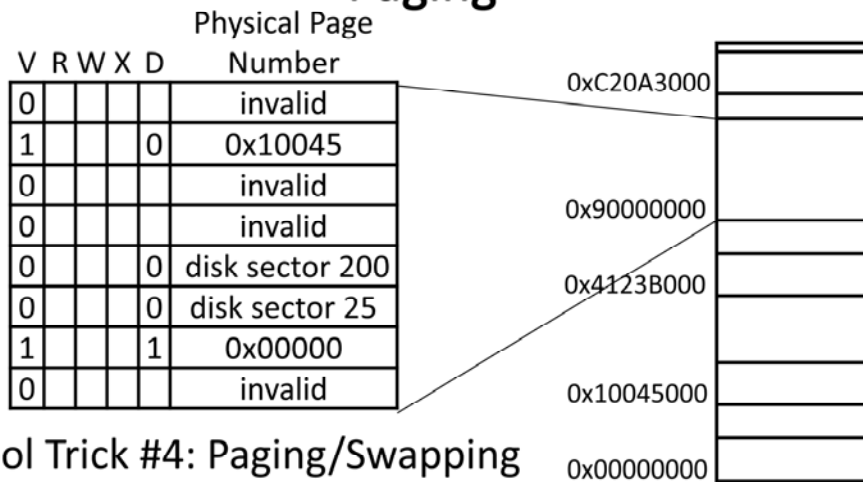 Physical Page
V R W X D Number
0 invalid
1 0 0x10045
0 invalid
0 invalid
0 0 disk sector 200
0 0 disk sector 25
1 1 0x00000
0 invalid
0xC20A3000
0x90000000
0x4123B000
0x10045000
0x00000000
ol Trick #4: Paging/Swapping